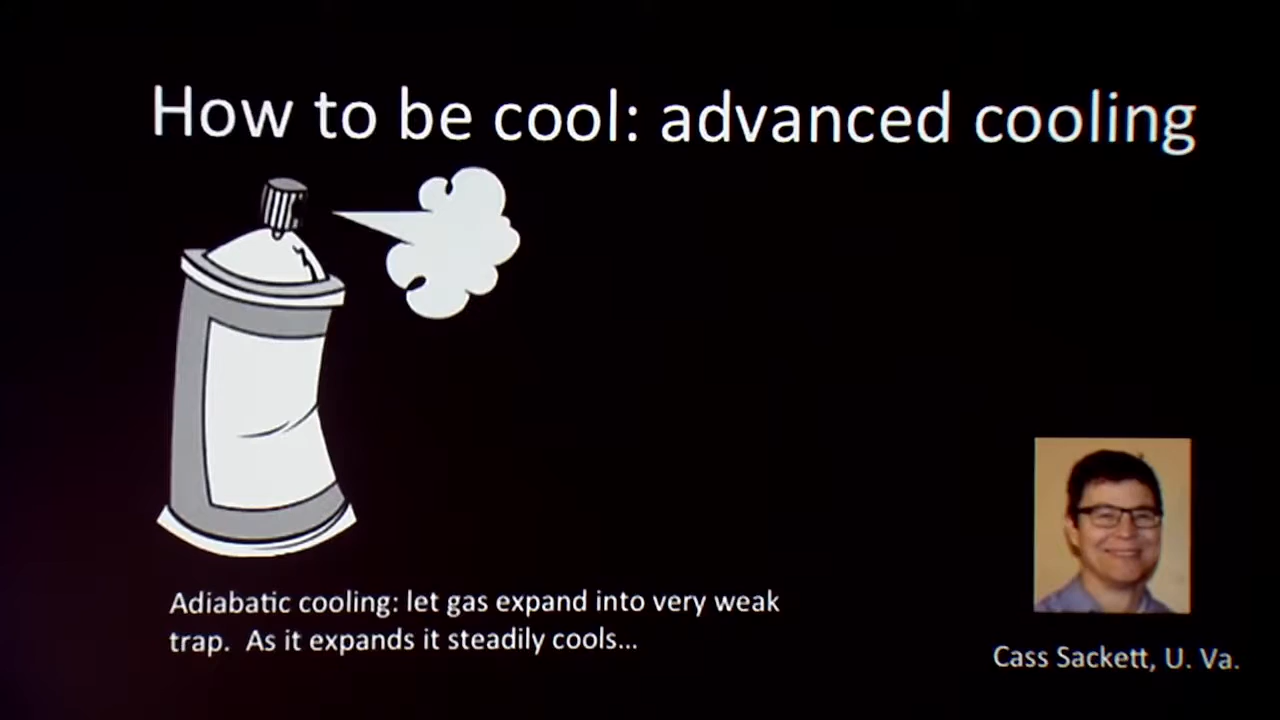 How to be cool: advanced cooling
Adiabatic cooling: let gas expand into very weak
trap.  As it expands it steadily cools...
Cass Sackett, U. Va.